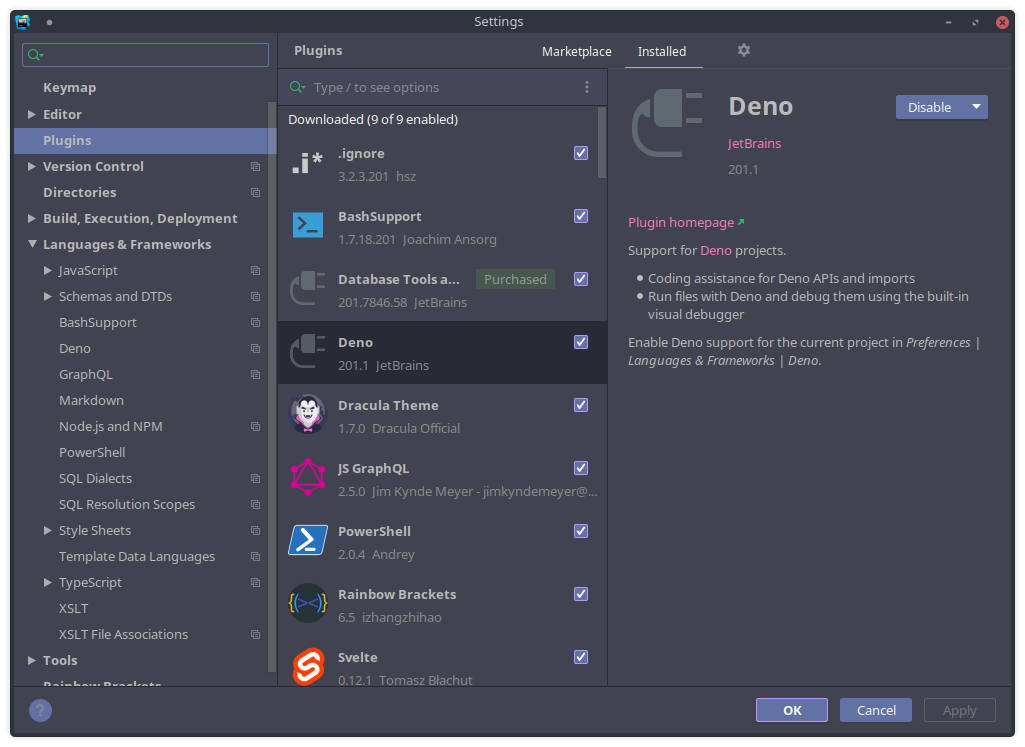 Settings
Keymap
Editor
Plugins
Version Control
Directories
Build, Execution, Deployment
Languages & Frameworks
JavaScript
Schemas and DTDs
BashSupport
Deno
GraphQL
Markdown
Node.js and NPM
PowerShell
SQL Dialects
SQL Resolution Scopes
Style Sheets
Template Data Languages
TypeScript
XSLT
XSLT File Associations
Tools
Rainbow Brackets
?
Plugins
Marketplace Installed
Type / to see options
Downloaded (9 of 9 enabled)
.i*
.ignore
3.2.3.201 hsz
BashSupport
1.7.18.201 Joachim Ansorg
Database Tools a... Purchased
201.7846.58 JetBrains
Deno
201.1 JetBrains
Dracula Theme
1.7.0 Dracula Official
JS GraphQL
2.5.0 Jim Kynde Meyer - jimkyndemeyer@...
PowerShell
2.0.4 Andrey
Rainbow Brackets
6.5 izhangzhihao
Svelte
0.12.1 Tomasz Błachut
Deno
Disable
JetBrains
201.1
Plugin homepage
Support for Deno projects.
Coding assistance for Deno APIs and imports
Run files with Deno and debug them using the built-in
visual debugger
Enable Deno support for the current project in Preferences |
Languages & Frameworks | Deno.
OK Cancel Apply